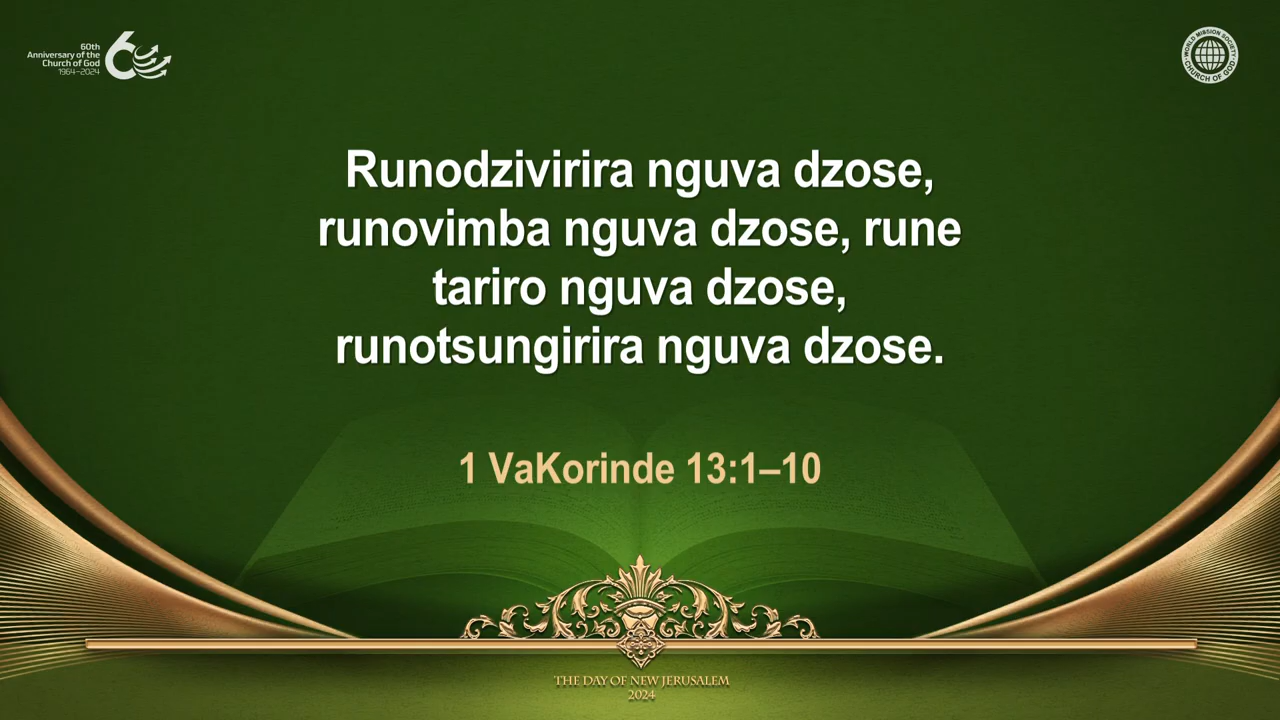 60th
Anniversary of the
Church of God
1964–2024
60
WORLD MISSION SOCIETY
CHURCH OF GOD
Runodzivirira nguva dzose,
runovimba nguva dzose, rune
tariro nguva dzose,
runotsungirira nguva dzose.
1 VaKorinde 13:1–10
THE DAY OF NEW JERUSALEM
2024